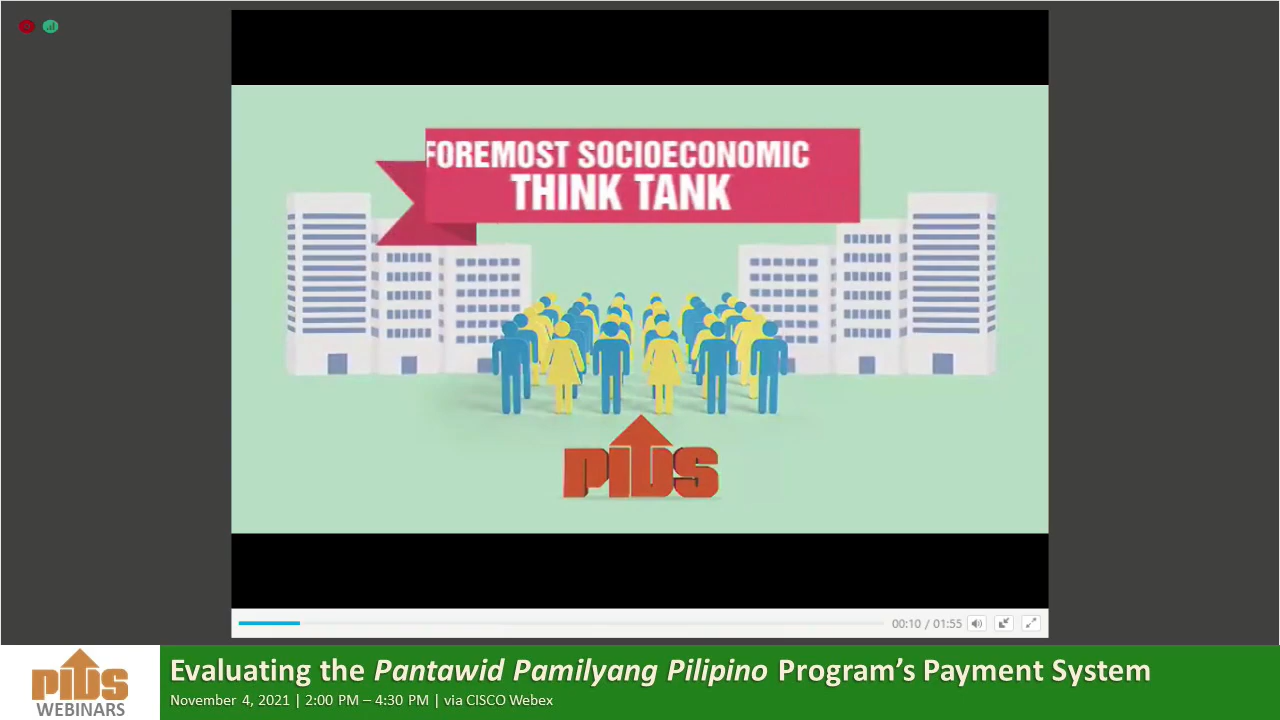 FOREMOST SOCIOECONOMIC
THINK TANK
PIDS
00:10 / 01:55
PIDS
WEBINARS
Evaluating the Pantawid Pamilyang Pilipino Program’s Payment System
November 4, 2021 | 2:00 PM – 4:30 PM | via CISCO Webex